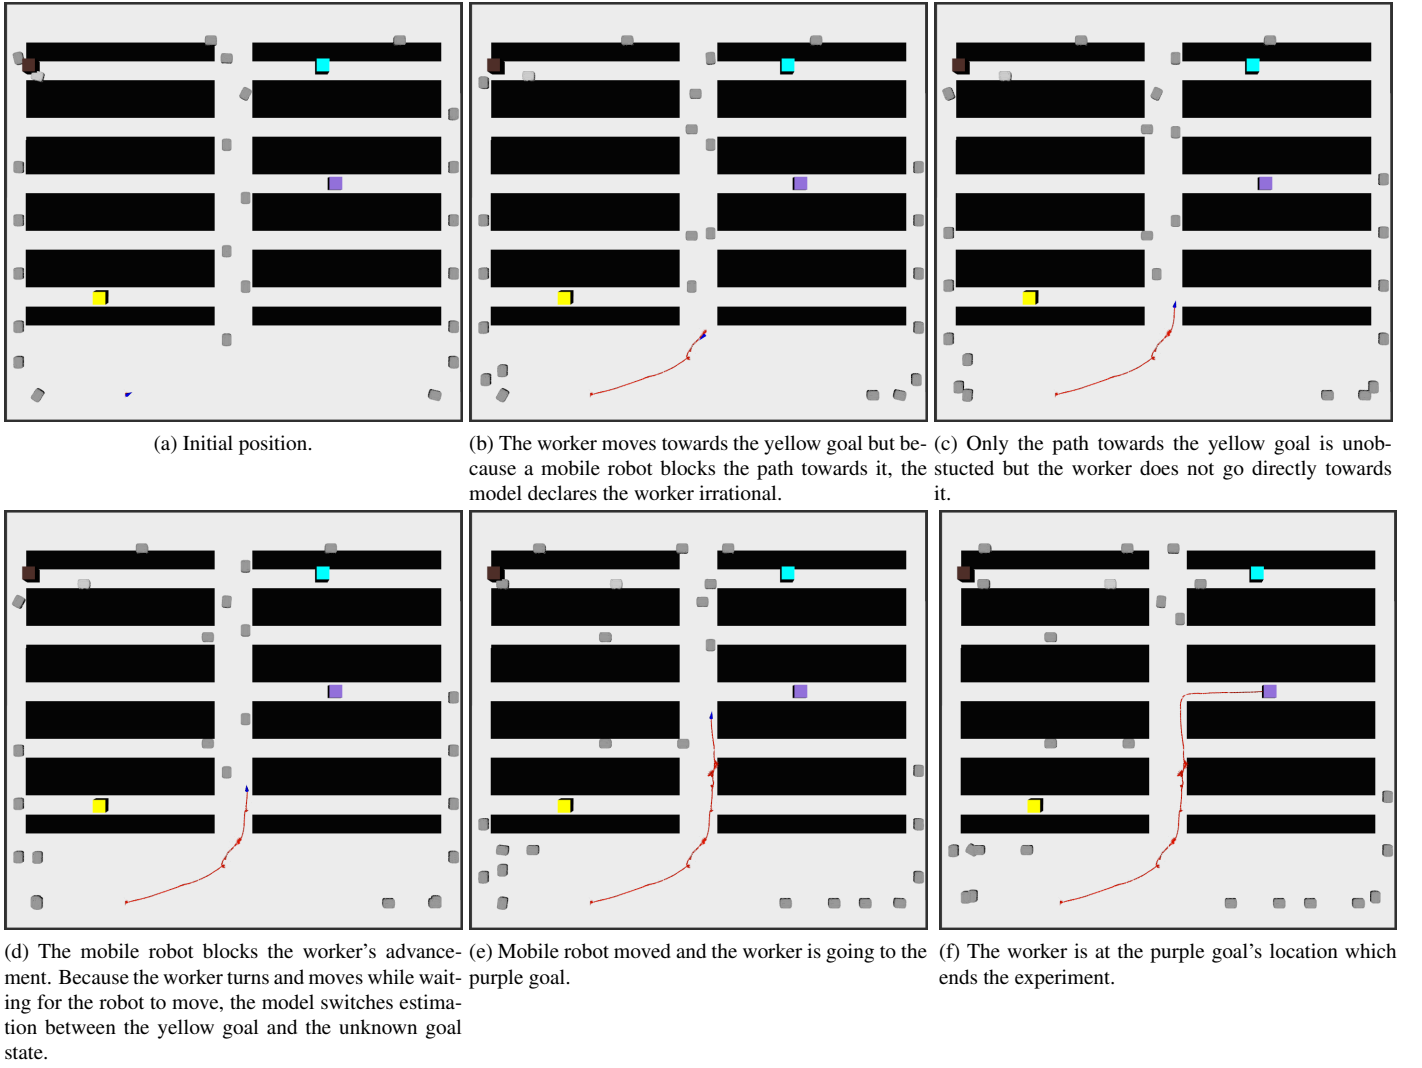 (a) Initial position.
(b) The worker moves towards the yellow goal but be-
cause a mobile robot blocks the path towards it, the
model declares the worker irrational.
(c) Only the path towards the yellow goal is unob-
stucted but the worker does not go directly towards
it.
(d) The mobile robot blocks the worker's advance-
ment. Because the worker turns and moves while wait-
ing for the robot to move, the model switches estima-
tion between the yellow goal and the unknown goal
state.
(e) Mobile robot moved and the worker is going to the
purple goal.
(f) The worker is at the purple goal's location which
ends the experiment.